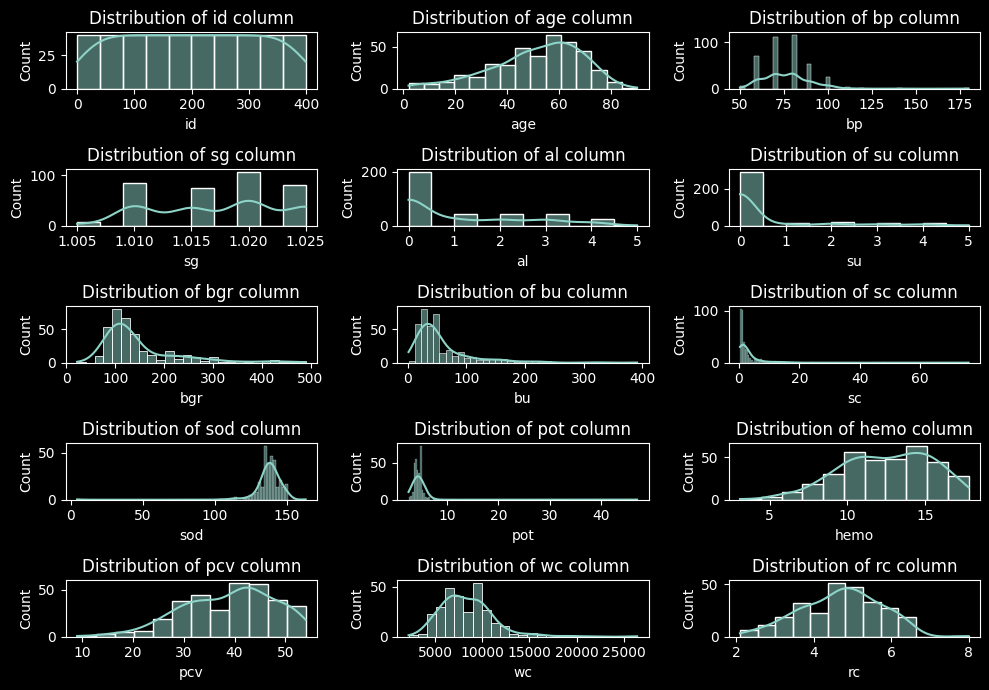 Distribution of id column
Count
25
0
0 100 200 300 400
id
Distribution of age column
Count
50
0
0 20 40 60 80
age
Distribution of bp column
Count
100
0
50 75 100 125 150 175
bp
Distribution of sg column
Count
100
0
1.005 1.010 1.015 1.020 1.025
sg
Distribution of al column
Count
200
0
0 1 2 3 4 5
al
Distribution of su column
Count
200
0
0 1 2 3 4 5
su
Distribution of bgr column
Count
50
0
0 100 200 300 400 500
bgr
Distribution of bu column
Count
50
0
0 100 200 300 400
bu
Distribution of sc column
Count
100
0
0 20 40 60
sc
Distribution of sod column
Count
50
0
0 50 100 150
sod
Distribution of pot column
Count
50
0
10 20 30 40
pot
Distribution of hemo column
Count
50
0
5 10 15
hemo
Distribution of pcv column
Count
50
0
10 20 30 40 50
pcv
Distribution of wc column
Count
50
0
5000 10000 15000 20000 25000
wc
Distribution of rc column
Count
50
0
2 4 6 8
rc